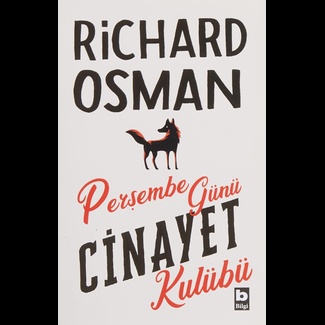 RiCHARD
OSMAN
Perşembe
Günü
CİNAYET
Kulübü
b
Bilgi